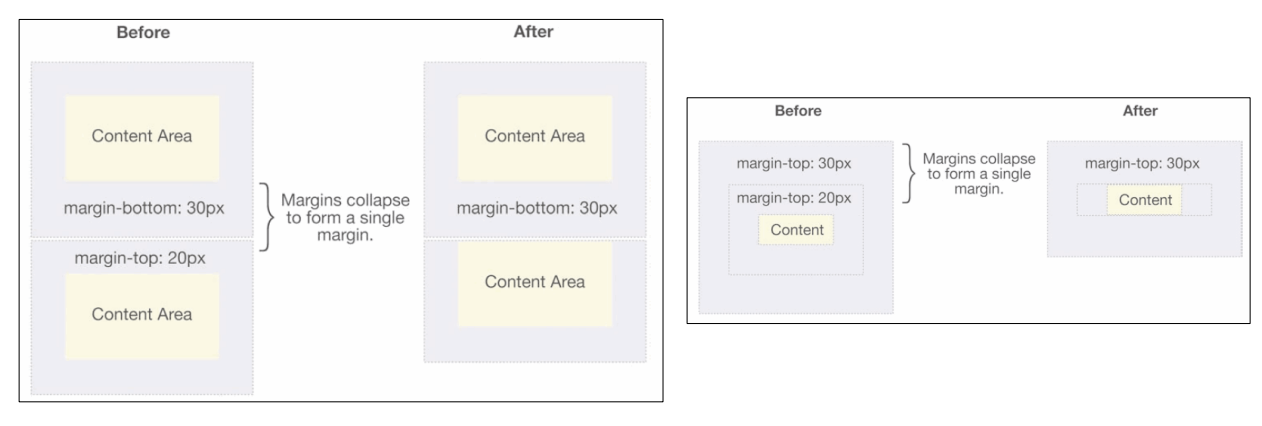 Before
After
Content Area
margin-bottom: 30px
margin-top: 20px
Content Area
Margins collapse
to form a single
margin.
Content Area
margin-bottom: 30px
Content Area
Before
After
margin-top: 30px
margin-top: 20px
Content
Margins collapse
to form a single
margin.
margin-top: 30px
Content